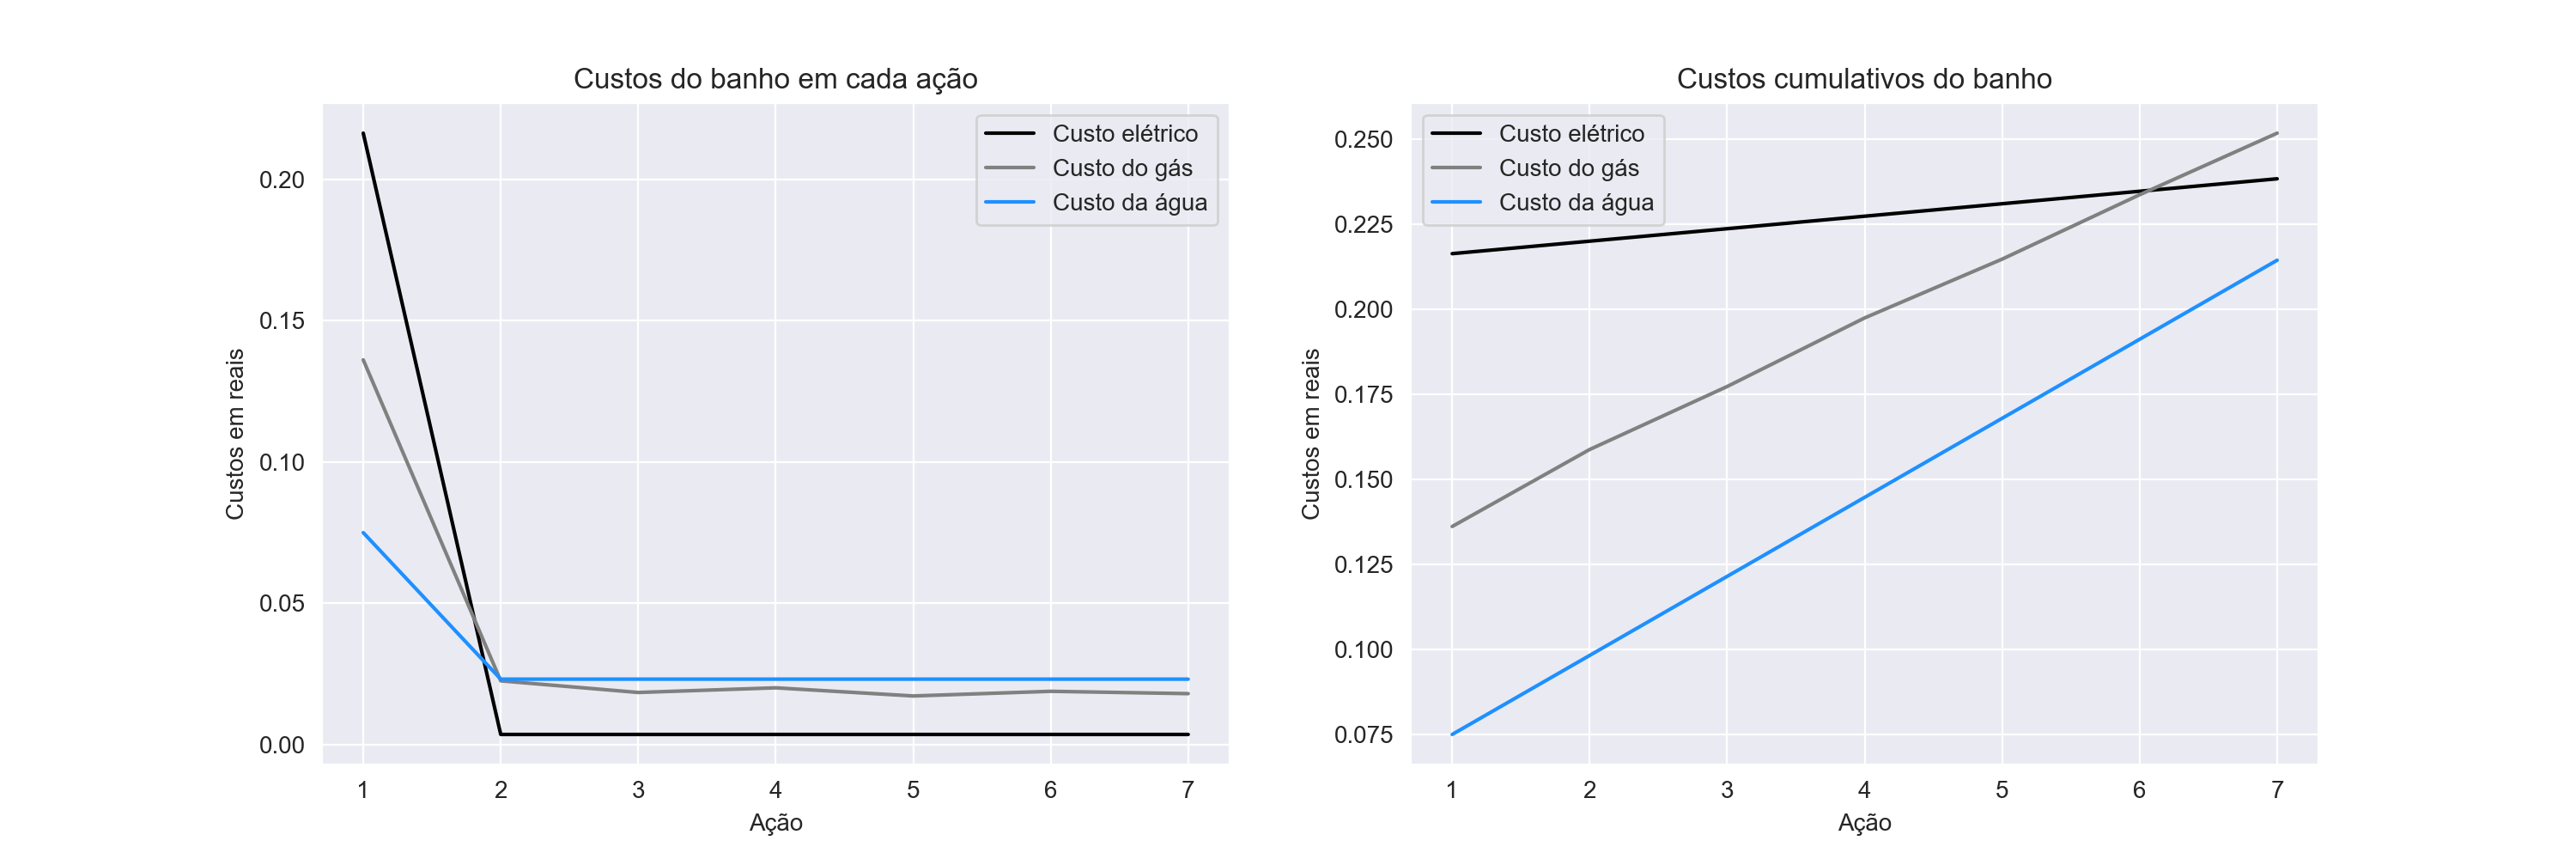 Custos do banho em cada ação
Custo elétrico
Custo do gás
Custo da água
0.20
0.15
0.10
0.05
0.00
Custos em reais
1 2 3 4 5 6 7
Ação
Custos cumulativos do banho
Custo elétrico
Custo do gás
Custo da água
0.250
0.225
0.200
0.175
0.150
0.125
0.100
0.075
Custos em reais
1 2 3 4 5 6 7
Ação